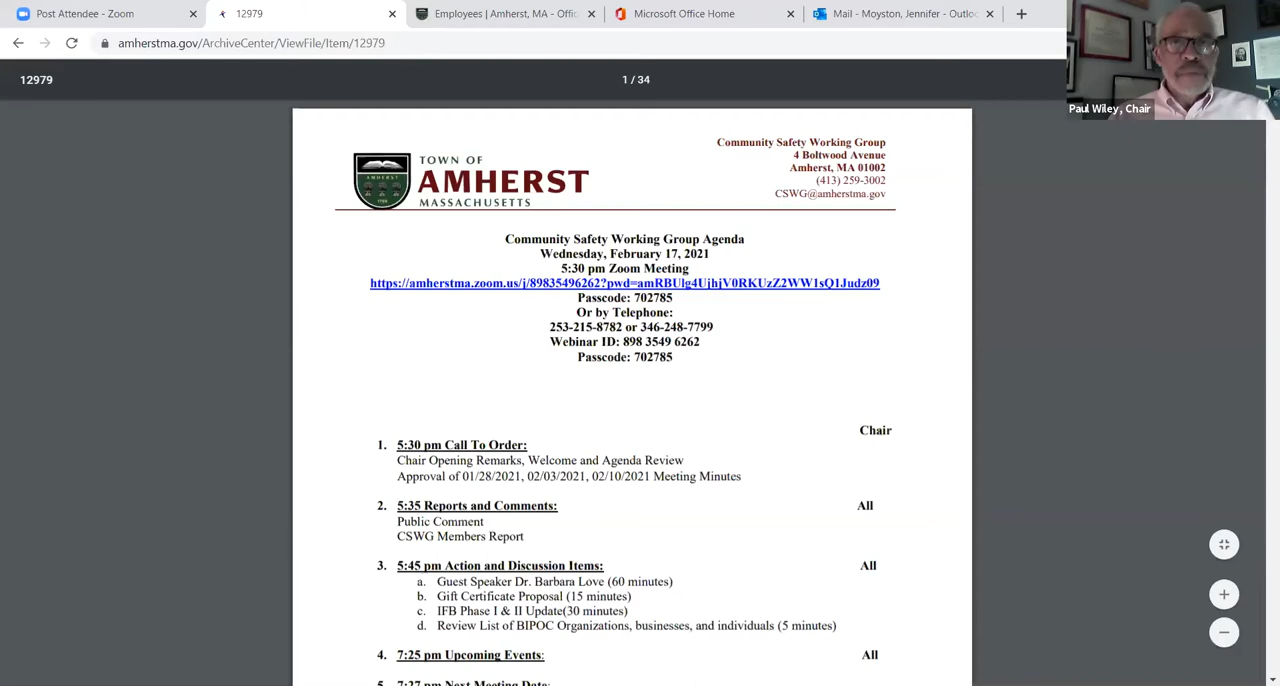 Post Attendee - Zoom
12979
Employees | Amherst, MA - Offic
Microsoft Office Home
Mail - Moyston, Jennifer - Outloo
amherstma.gov/ArchiveCenter/ViewFile/Item/12979
12979
1 / 34
Paul Wiley, Chair
TOWN OF
AMHERST
MASSACHUSETTS
Community Safety Working Group
4 Boltwood Avenue
Amherst, MA 01002
(413) 259-3002
CSWG@amherstma.gov
Community Safety Working Group Agenda
Wednesday, February 17, 2021
5:30 pm Zoom Meeting
https://amherstma.zoom.us/j/89835496262?pwd=amRBUlg4UjhjV0RKUzZ2WW1sQ1Judz09
Passcode: 702785
Or by Telephone:
253-215-8782 or 346-248-7799
Webinar ID: 898 3549 6262
Passcode: 702785
Chair
1. 5:30 pm Call To Order:
Chair Opening Remarks, Welcome and Agenda Review
Approval of 01/28/2021, 02/03/2021, 02/10/2021 Meeting Minutes
2. 5:35 Reports and Comments: All
Public Comment
CSWG Members Report
3. 5:45 pm Action and Discussion Items: All
a. Guest Speaker Dr. Barbara Love (60 minutes)
b. Gift Certificate Proposal (15 minutes)
c. IFB Phase I & II Update(30 minutes)
d. Review List of BIPOC Organizations, businesses, and individuals (5 minutes)
4. 7:25 pm Upcoming Events: All
5. 7:27 pm Next Meeting Date: